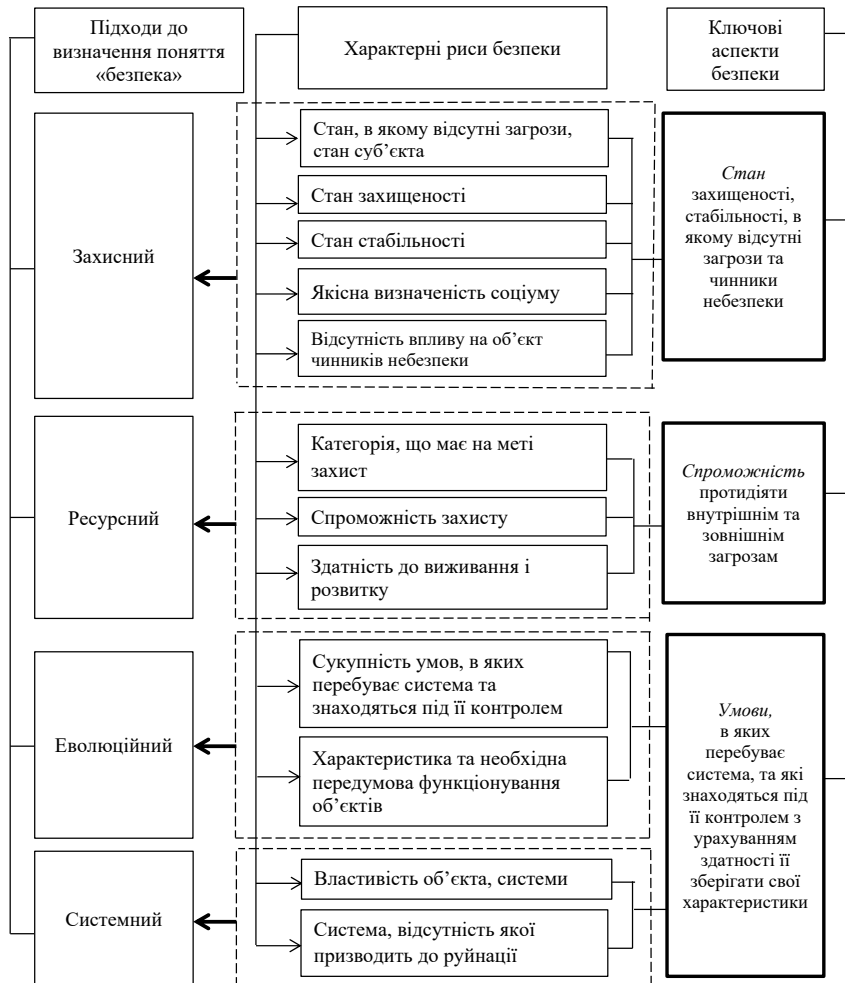 Підходи до
визначення поняття
«безпека»
Характерні риси безпеки
Ключові
аспекти
безпеки
Захисний
Стан, в якому відсутні загрози,
стан суб’єкта
Стан захищеності
Стан стабільності
Якісна визначеність соціуму
Відсутність впливу на об’єкт
чинників небезпеки
Стан
захищеності,
стабільності, в
якому відсутні
загрози та
чинники
небезпеки
Ресурсний
Категорія, що має на меті
захист
Спроможність захисту
Здатність до виживання і
розвитку
Спроможність
протидіяти
внутрішнім та
зовнішнім
загрозам
Еволюційний
Сукупність умов, в яких
перебуває система та
знаходяться під її контролем
Характеристика та необхідна
передумова функціонування
об’єктів
Умови,
в яких
перебуває
система, та які
знаходяться під
її контролем з
урахуванням
здатності її
зберігати свої
характеристики
Системний
Властивість об’єкта, системи
Система, відсутність якої
призводить до руйнації